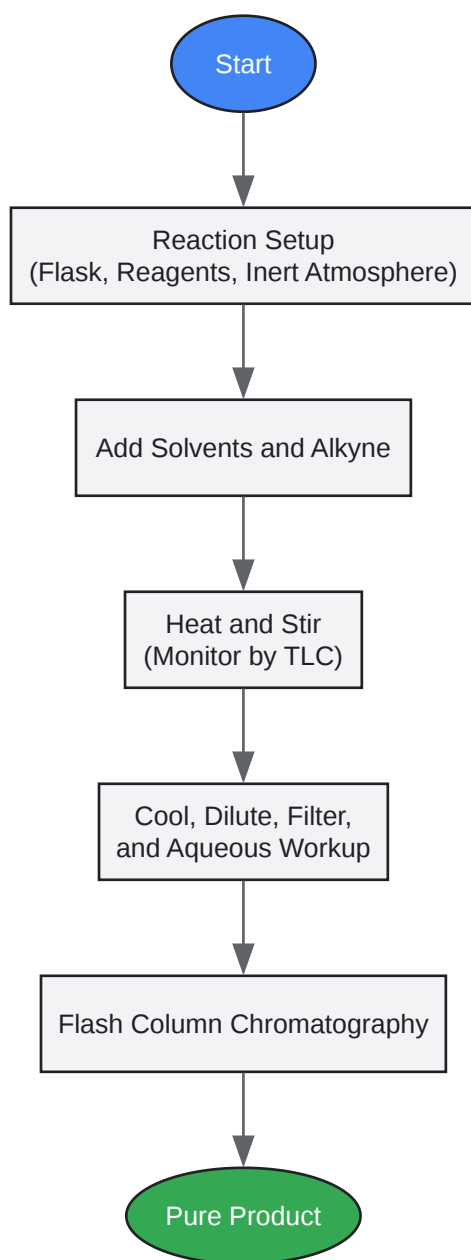 Start
Reaction Setup
(Flask, Reagents, Inert Atmosphere)
Add Solvents and Alkyne
Heat and Stir
(Monitor by TLC)
Cool, Dilute, Filter,
and Aqueous Workup
Flash Column Chromatography
Pure Product